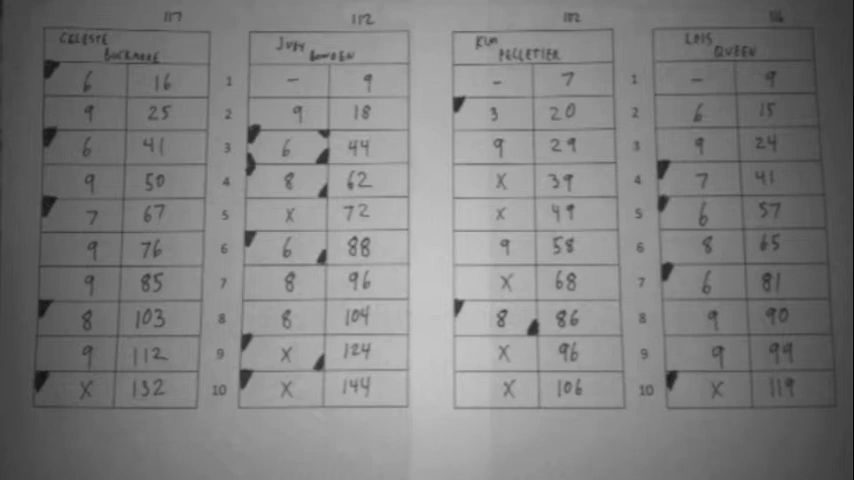 117 112 116
CELESTE JUDY KIM LOIS
BOWDEN PELLETIER QUEEN
6 16 1 - 9 - 7 1 - 9
9 25 2 9 18 3 20 2 6 15
6 41 3 6 44 9 29 3 9 24
9 50 4 8 62 X 39 4 7 41
7 67 5 X 72 X 49 5 6 57
9 76 6 6 88 9 58 6 8 65
9 85 7 8 96 X 68 7 6 81
8 103 8 8 104 8 86 8 9 90
9 112 9 X 124 X 96 9 9 99
X 132 10 X 144 X 106 10 X 119